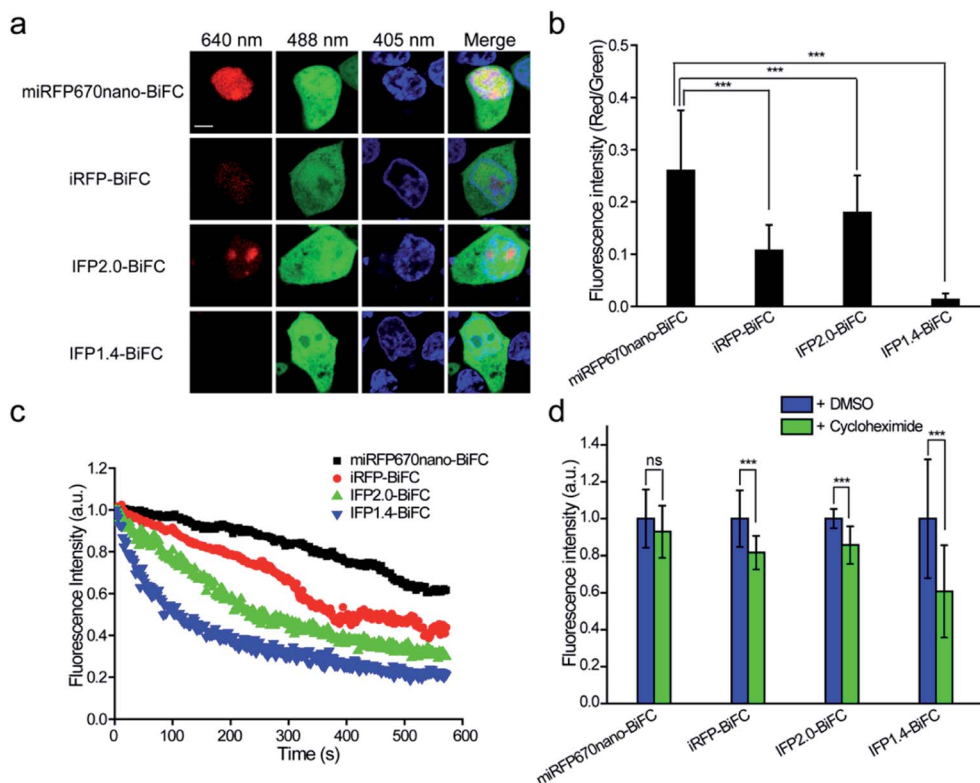 a
640 nm 488 nm 405 nm Merge
miRFP670nano-BiFC
iRFP-BiFC
IFP2.0-BiFC
IFP1.4-BiFC
b
Fluorescence intensity (Red/Green)
0.5
0.4
0.3
0.2
0.1
0.0
***
***
***
miRFP670nano-BiFC
iRFP-BiFC
IFP2.0-BiFC
IFP1.4-BiFC
c
Fluorescence Intensity (a.u.)
1.2
1.0
0.8
0.6
0.4
0.2
0.0
miRFP670nano-BiFC
iRFP-BiFC
IFP2.0-BiFC
IFP1.4-BiFC
0 100 200 300 400 500 600
Time (s)
d
+ DMSO
+ Cycloheximide
Fluorescence intensity (a.u.)
1.4
1.2
1.0
0.8
0.6
0.4
0.2
0.0
ns
***
***
***
miRFP670nano-BiFC
iRFP-BiFC
IFP2.0-BiFC
IFP1.4-BiFC